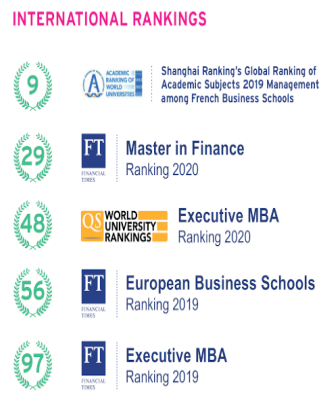 INTERNATIONAL RANKINGS
9
ACADEMIC
RANKING OF
WORLD
UNIVERSITIES
Shanghai Ranking's Global Ranking of
Academic Subjects 2019 Management
among French Business Schools
29
FT
FINANCIAL
TIMES
Master in Finance
Ranking 2020
48
QS
WORLD
UNIVERSITY
RANKINGS
Executive MBA
Ranking 2020
56
FT
FINANCIAL
TIMES
European Business Schools
Ranking 2019
97
FT
FINANCIAL
TIMES
Executive MBA
Ranking 2019